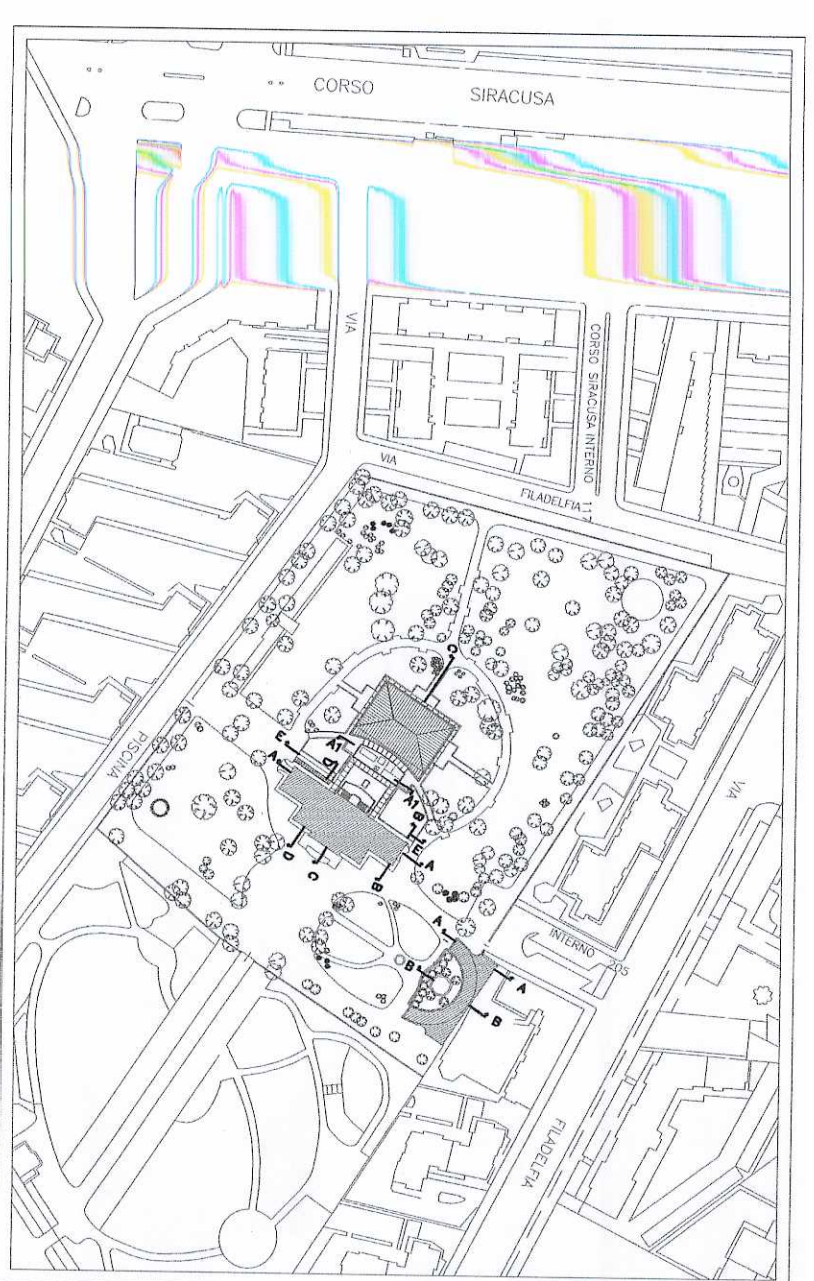 CORSO SIRACUSA
VIA
CORSO SIRACUSA INTERNO 117
VIA FILADELFIA
C
E
A
A1
D
A1
B
E
A
D
C
B
PISCINA
VIA
A
INTERNO 205
B
A
B
FILADELFIA